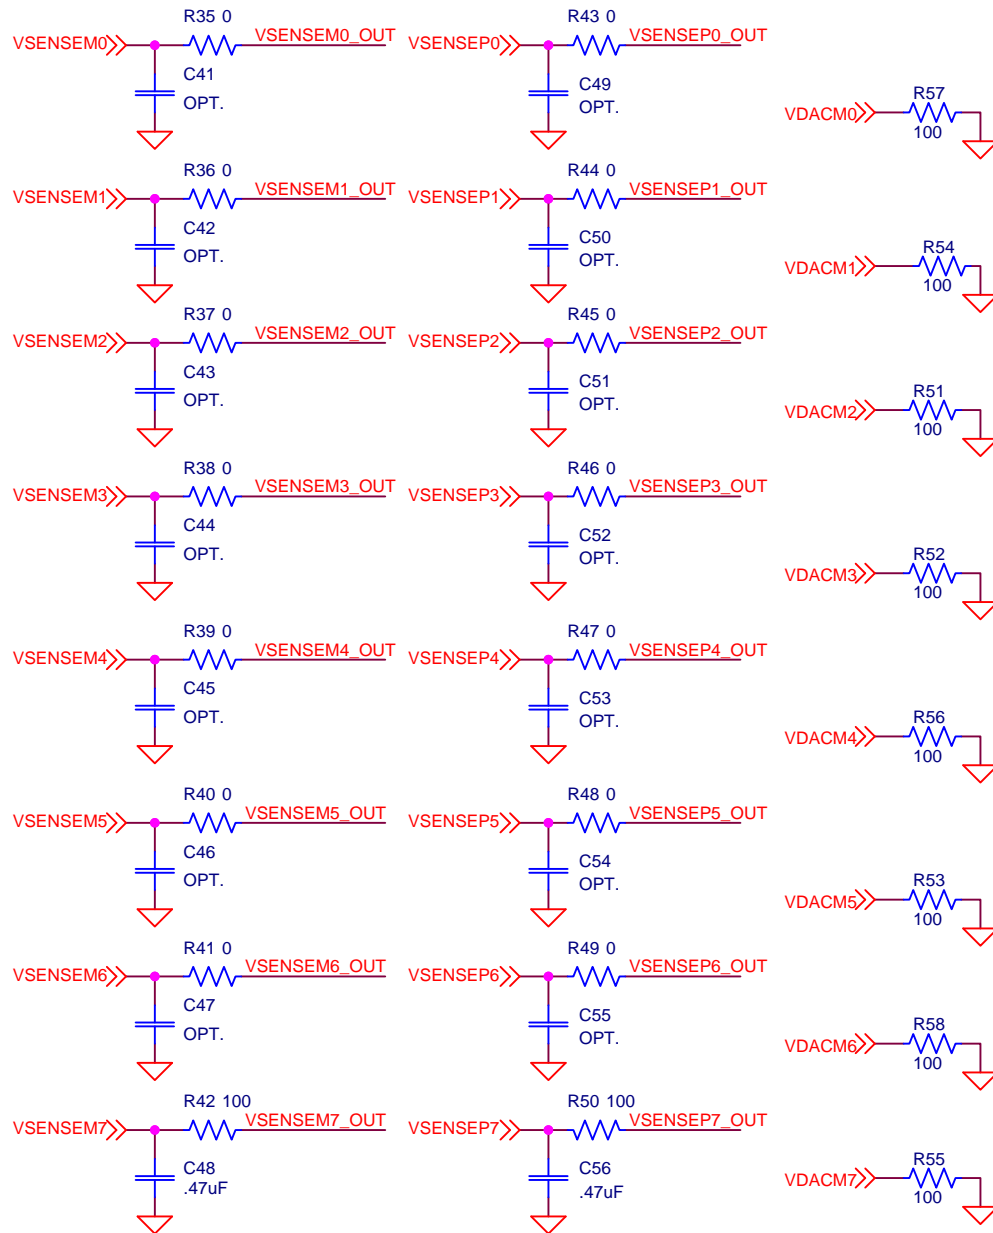 R35 0
VSENSEM0
VSENSEM0_OUT
C41
OPT.
R43 0
VSENSEP0
VSENSEP0_OUT
C49
OPT.
R57
VDACM0
100
R36 0
VSENSEM1
VSENSEM1_OUT
C42
OPT.
R44 0
VSENSEP1
VSENSEP1_OUT
C50
OPT.
R54
VDACM1
100
R37 0
VSENSEM2
VSENSEM2_OUT
C43
OPT.
R45 0
VSENSEP2
VSENSEP2_OUT
C51
OPT.
R51
VDACM2
100
R38 0
VSENSEM3
VSENSEM3_OUT
C44
OPT.
R46 0
VSENSEP3
VSENSEP3_OUT
C52
OPT.
R52
VDACM3
100
R39 0
VSENSEM4
VSENSEM4_OUT
C45
OPT.
R47 0
VSENSEP4
VSENSEP4_OUT
C53
OPT.
R56
VDACM4
100
R40 0
VSENSEM5
VSENSEM5_OUT
C46
OPT.
R48 0
VSENSEP5
VSENSEP5_OUT
C54
OPT.
R53
VDACM5
100
R41 0
VSENSEM6
VSENSEM6_OUT
C47
OPT.
R49 0
VSENSEP6
VSENSEP6_OUT
C55
OPT.
R58
VDACM6
100
R42 100
VSENSEM7
VSENSEM7_OUT
C48
.47uF
R50 100
VSENSEP7
VSENSEP7_OUT
C56
.47uF
R55
VDACM7
100